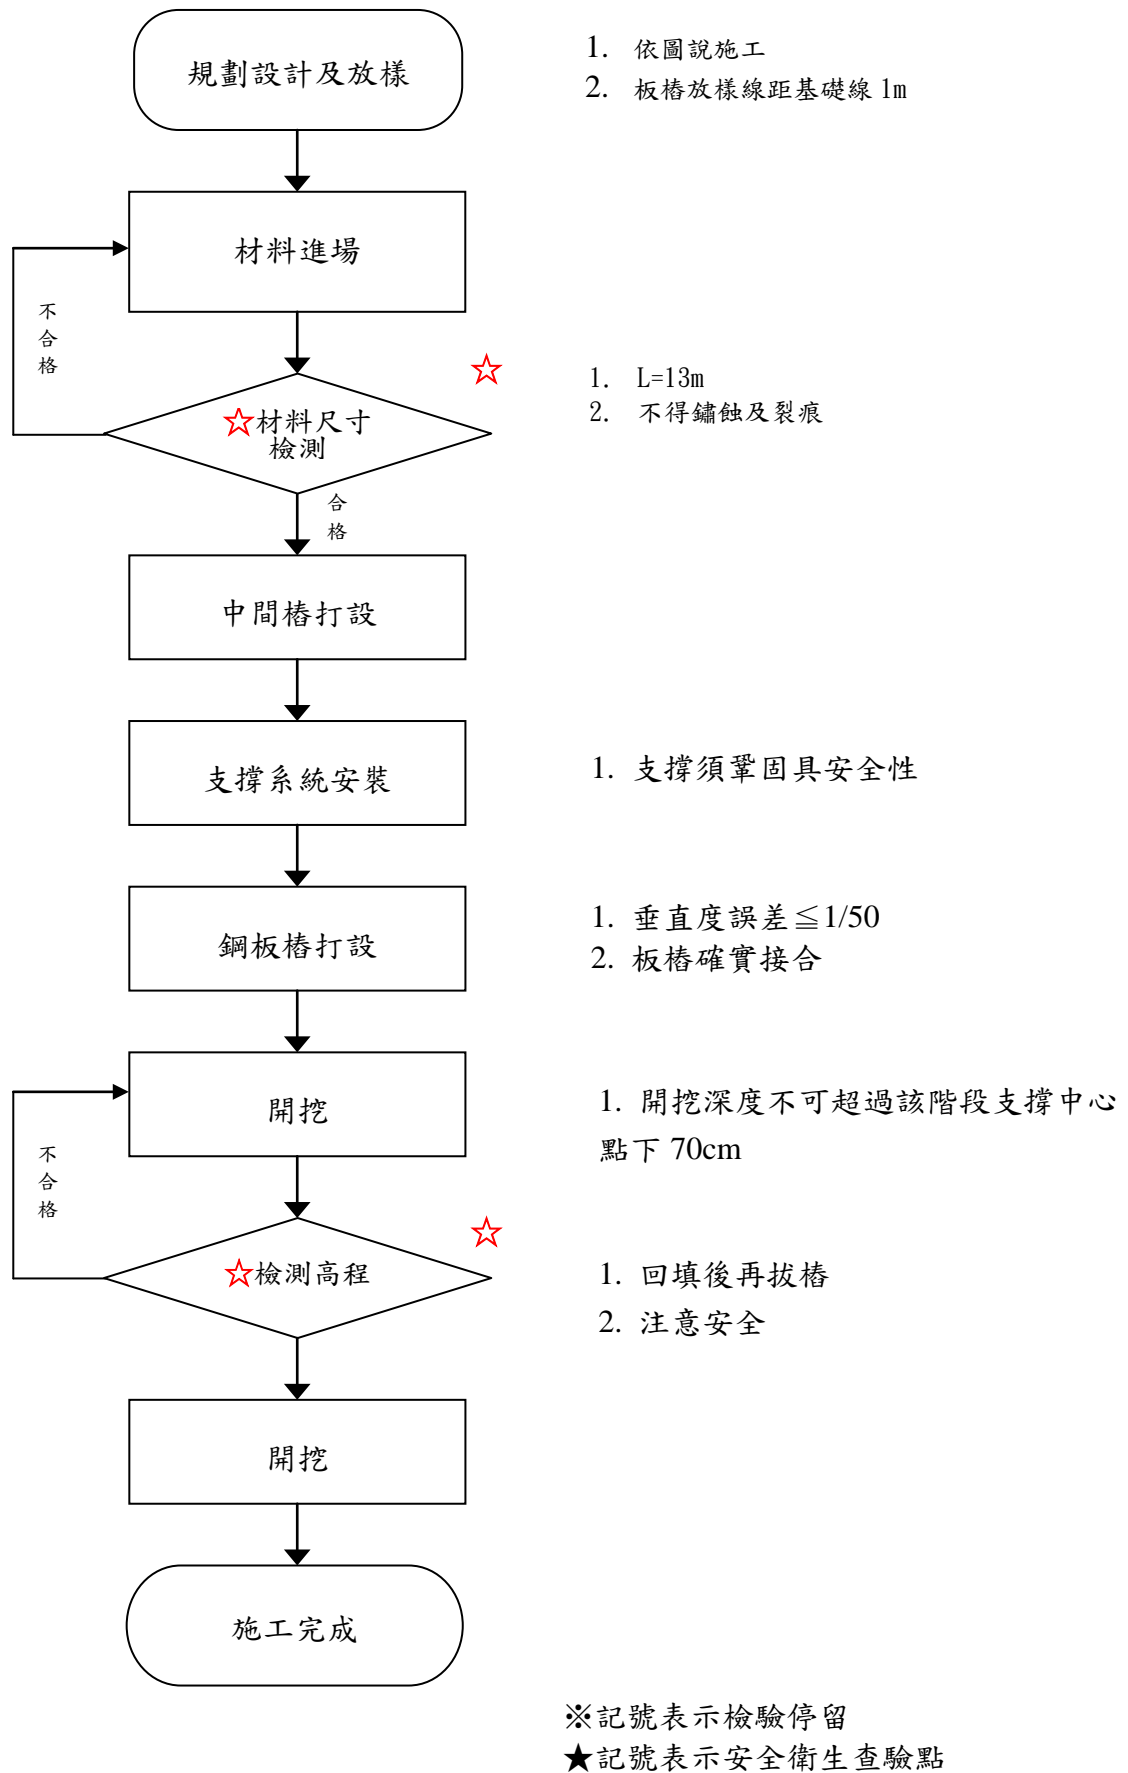 規劃設計及放樣
1. 依圖說施工
2. 板樁放樣線距基礎線 1m
材料進場
不
合
格
☆
☆材料尺寸
檢測
1. L=13m
2. 不得鏽蝕及裂痕
合
格
中間樁打設
支撐系統安裝
1. 支撐須鞏固具安全性
鋼板樁打設
1. 垂直度誤差≦1/50
2. 板樁確實接合
開挖
1. 開挖深度不可超過該階段支撐中心
點下 70cm
不
合
格
☆
☆檢測高程
1. 回填後再拔樁
2. 注意安全
開挖
施工完成
※記號表示檢驗停留
★記號表示安全衛生查驗點